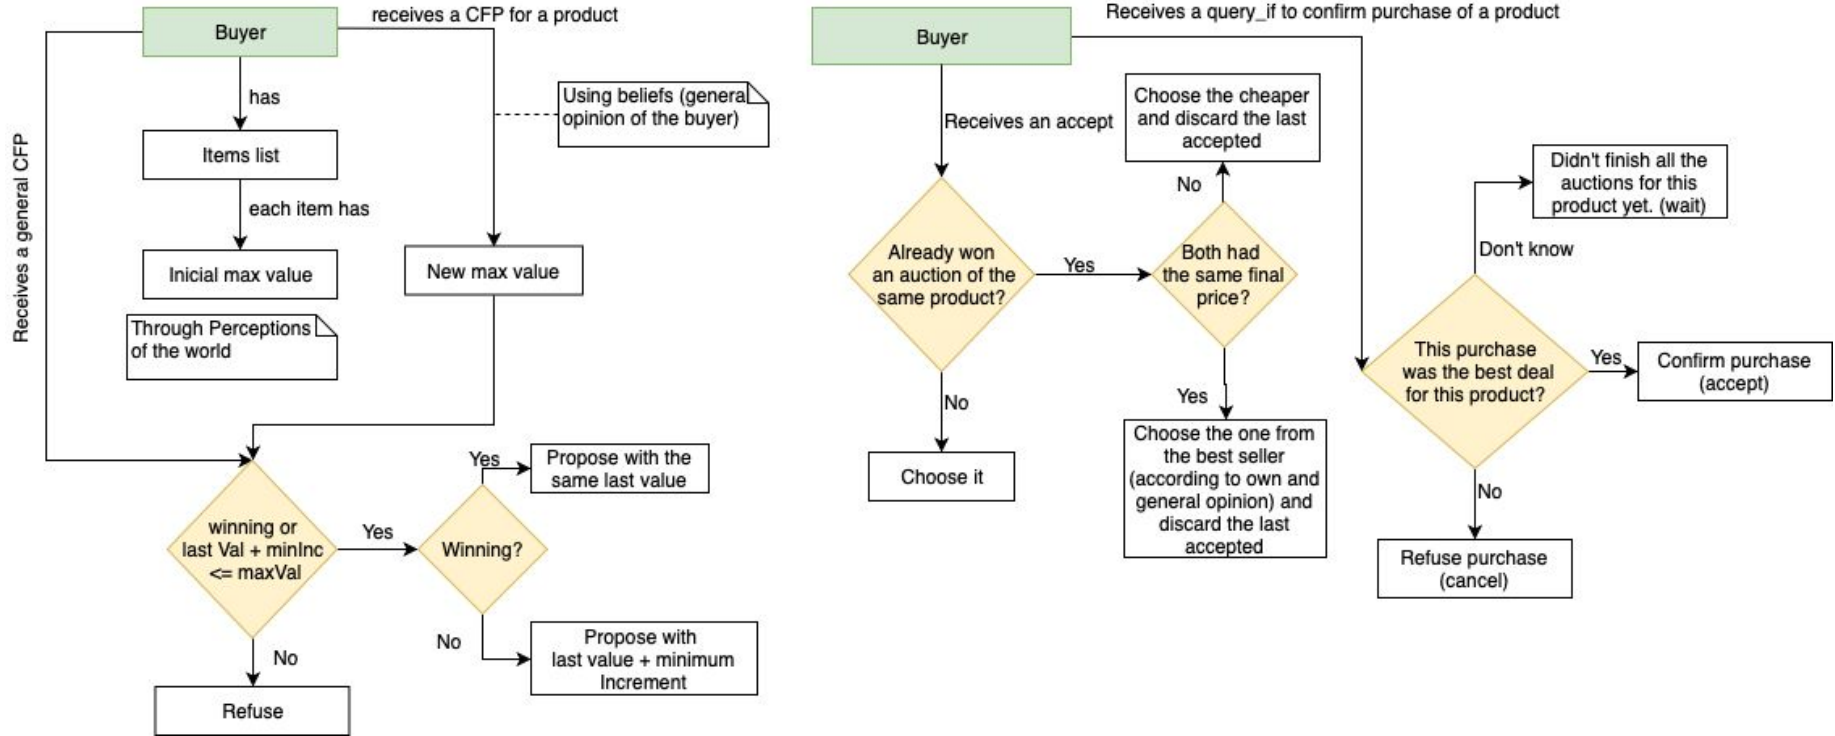 receives a CFP for a product
Buyer
has
Items list
each item has
Inicial max value
Through Perceptions
of the world
Receives a general CFP
Using beliefs (general
opinion of the buyer)
New max value
winning or
last Val + minInc
<= maxVal
Yes
No
Refuse
Winning?
Yes
Propose with the
same last value
No
Propose with
last value + minimum
Increment
Receives a query_if to confirm purchase of a product
Buyer
Receives an accept
Already won
an auction of the
same product?
No
Choose it
Yes
Both had
the same final
price?
No
Choose the cheaper
and discard the last
accepted
Yes
Choose the one from
the best seller
(according to own and
general opinion) and
discard the last
accepted
This purchase
was the best deal
for this product?
Don't know
Didn't finish all the
auctions for this
product yet. (wait)
Yes
Confirm purchase
(accept)
No
Refuse purchase
(cancel)